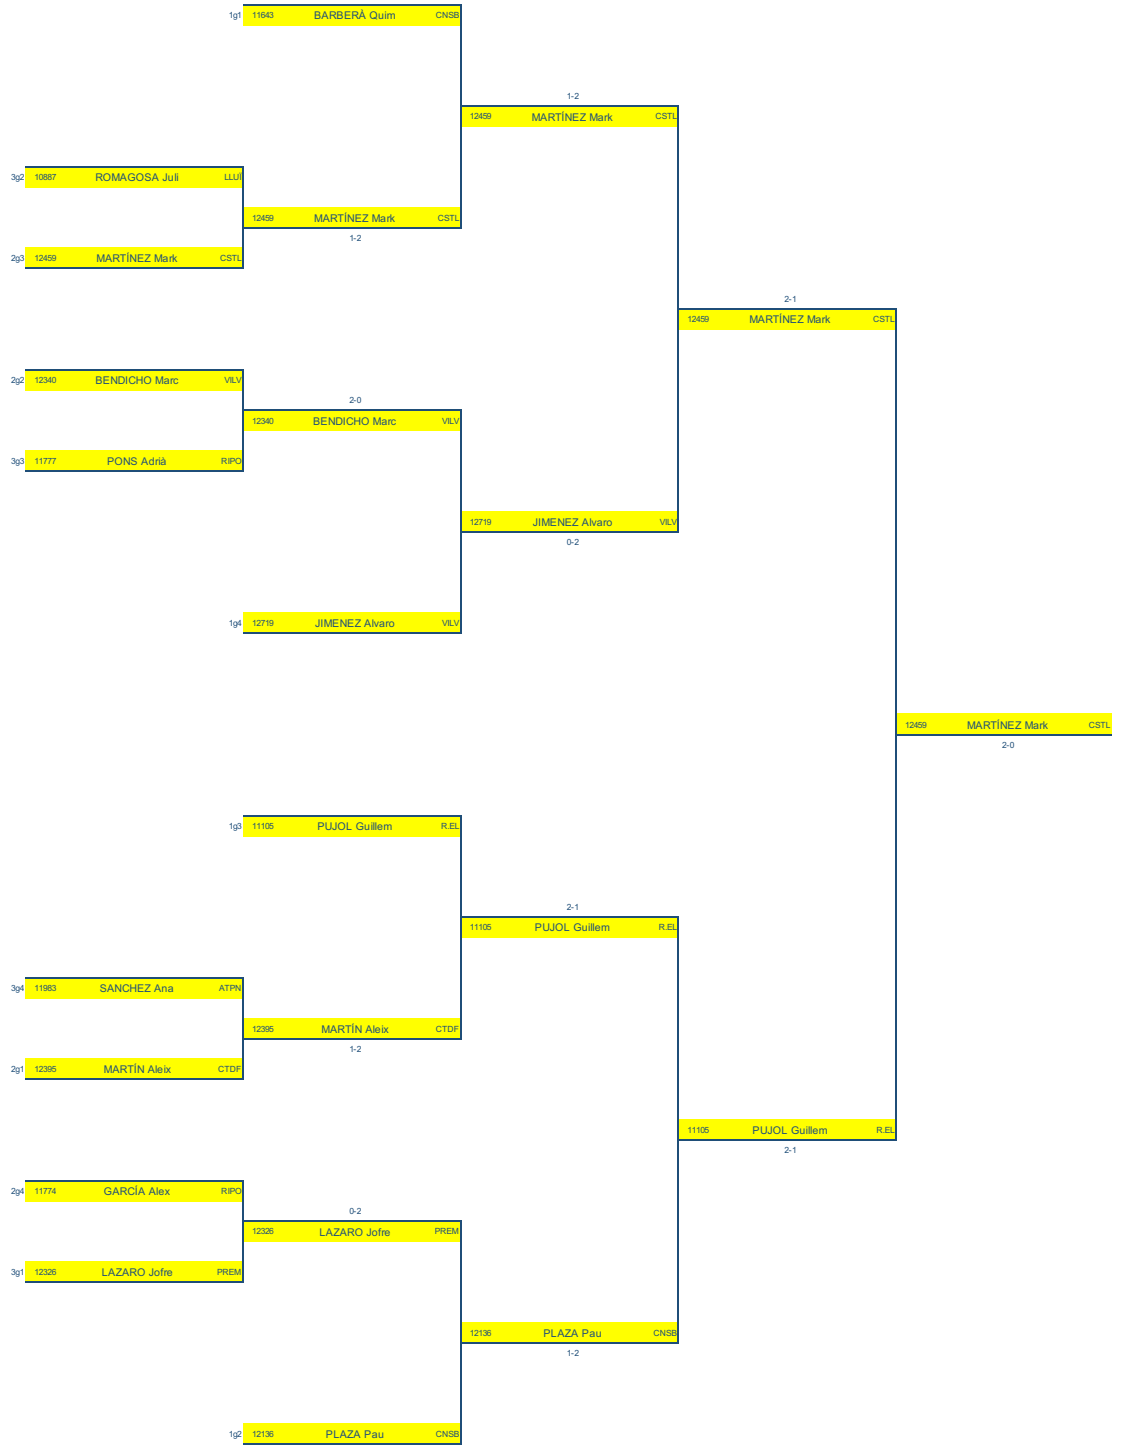 1g1 11643 BARBERÀ Quim CNSB
1-2
12459 MARTÍNEZ Mark CSTL
3g2 10887 ROMAGOSA Juli LLUÏ
12459 MARTÍNEZ Mark CSTL
1-2
2g3 12459 MARTÍNEZ Mark CSTL
2-1
12459 MARTÍNEZ Mark CSTL
2g2 12340 BENDICHO Marc VILV
2-0
12340 BENDICHO Marc VILV
3g3 11777 PONS Adrià RIPO
12719 JIMENEZ Alvaro VILV
0-2
1g4 12719 JIMENEZ Alvaro VILV
12459 MARTÍNEZ Mark CSTL
2-0
1g3 11105 PUJOL Guillem R.EL
2-1
11105 PUJOL Guillem R.EL
3g4 11983 SANCHEZ Ana ATPN
12395 MARTÍN Aleix CTDF
1-2
2g1 12395 MARTÍN Aleix CTDF
11105 PUJOL Guillem R.EL
2-1
2g4 11774 GARCÍA Alex RIPO
0-2
12326 LAZARO Jofre PREM
3g1 12326 LAZARO Jofre PREM
12136 PLAZA Pau CNSB
1-2
1g2 12136 PLAZA Pau CNSB